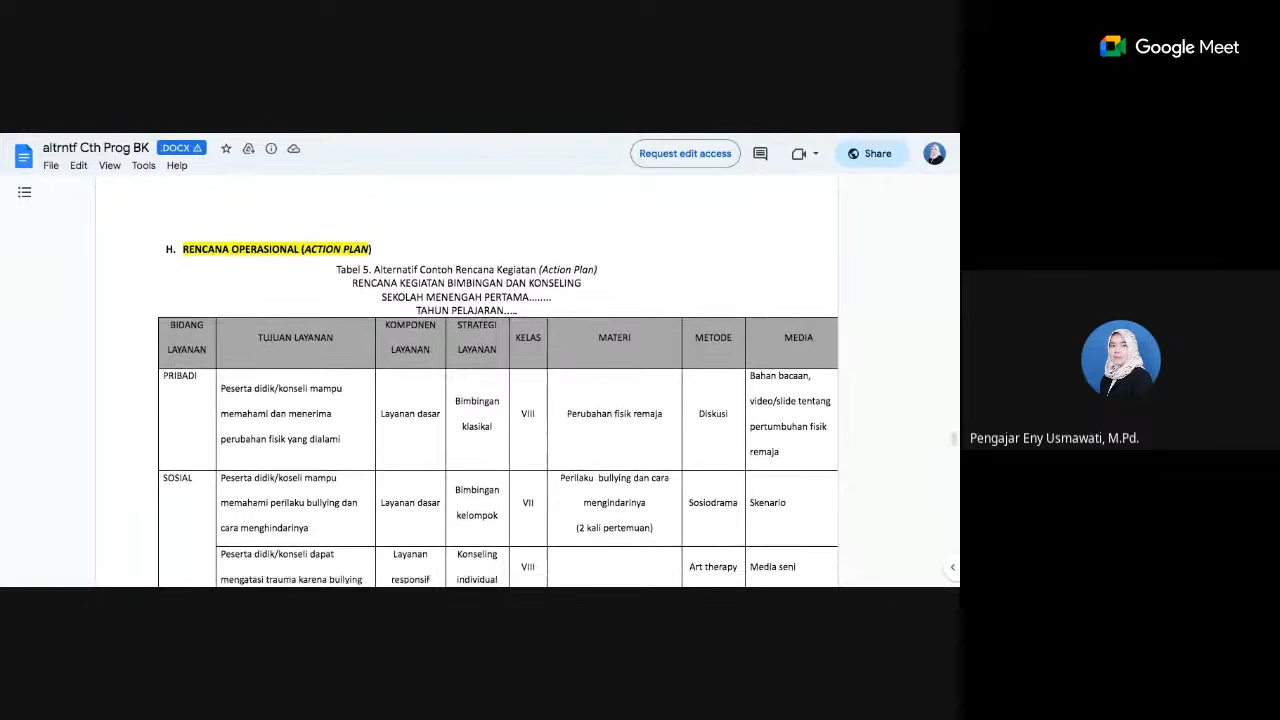 Google Meet
altrntf Cth Prog BK .DOCX
File Edit View Tools Help
Request edit access
Share
H. RENCANA OPERASIONAL (ACTION PLAN)
Tabel 5. Alternatif Contoh Rencana Kegiatan (Action Plan)
RENCANA KEGIATAN BIMBINGAN DAN KONSELING
SEKOLAH MENENGAH PERTAMA........
TAHUN PELAJARAN.....
BIDANG LAYANAN
TUJUAN LAYANAN
KOMPONEN LAYANAN
STRATEGI LAYANAN
KELAS
MATERI
METODE
MEDIA
PRIBADI
Peserta didik/konseli mampu
memahami dan menerima
perubahan fisik yang dialami
Layanan dasar
Bimbingan
klasikal
VIII
Perubahan fisik remaja
Diskusi
Bahan bacaan,
video/slide tentang
pertumbuhan fisik
remaja
SOSIAL
Peserta didik/koseli mampu
memahami perilaku bullying dan
cara menghindarinya
Layanan dasar
Bimbingan
kelompok
VII
Perilaku bullying dan cara
mengindarinya
(2 kali pertemuan)
Sosiodrama
Skenario
Peserta didik/konseli dapat
mengatasi trauma karena bullying
Layanan
responsif
Konseling
individual
VIII
Art therapy
Media seni
Pengajar Eny Usmawati, M.Pd.